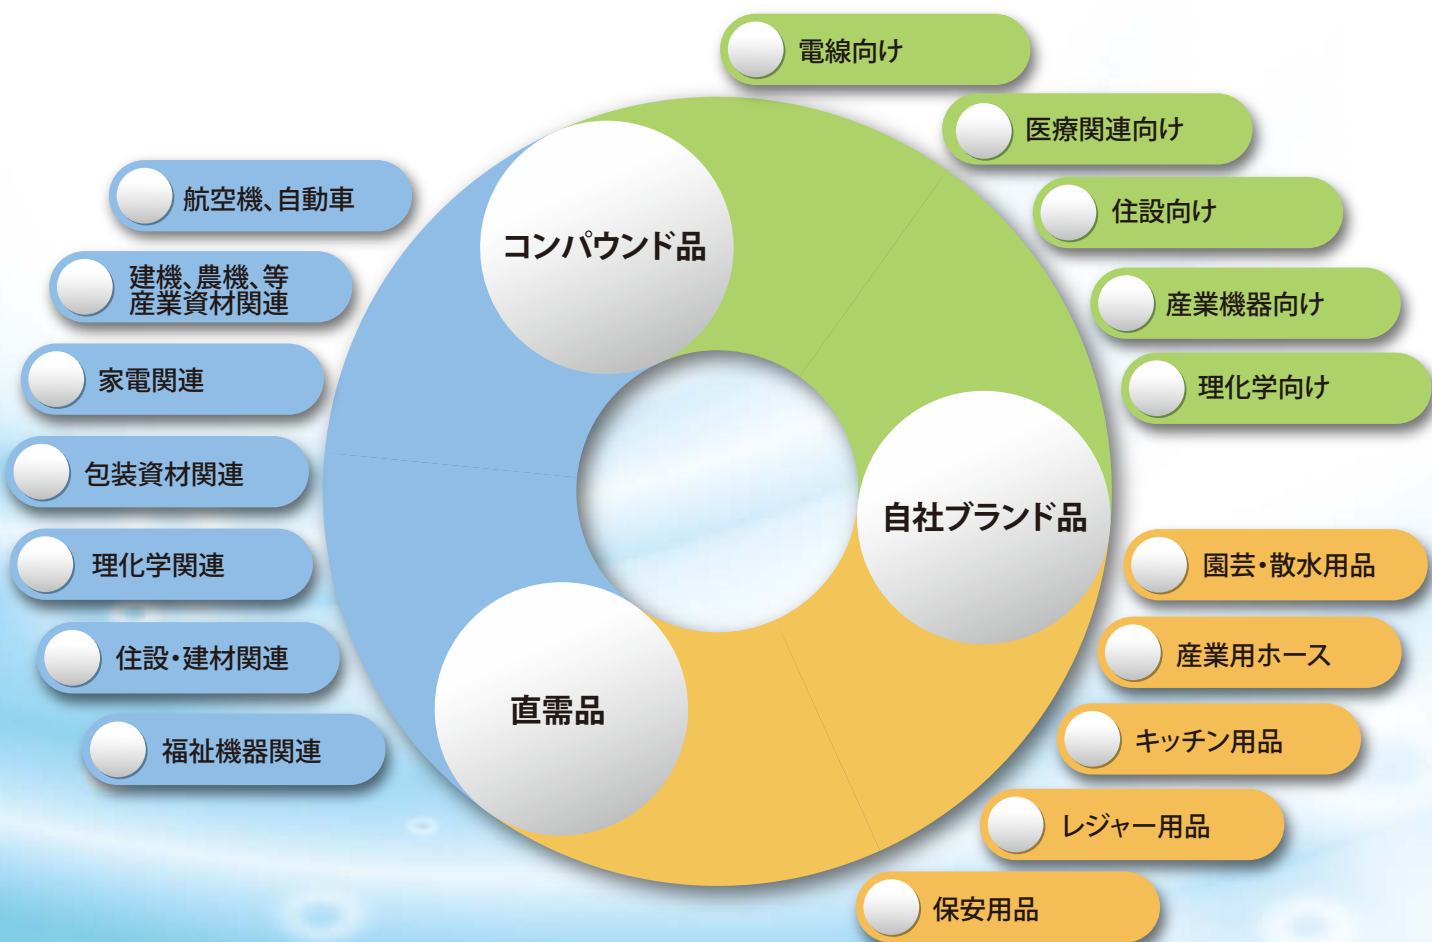 電線向け
医療関連向け
住設向け
産業機器向け
理化学向け
コンパウンド品
航空機、自動車
建機、農機、等
産業資材関連
家電関連
包装資材関連
理化学関連
住設・建材関連
福祉機器関連
直需品
自社ブランド品
園芸・散水用品
産業用ホース
キッチン用品
レジャー用品
保安用品